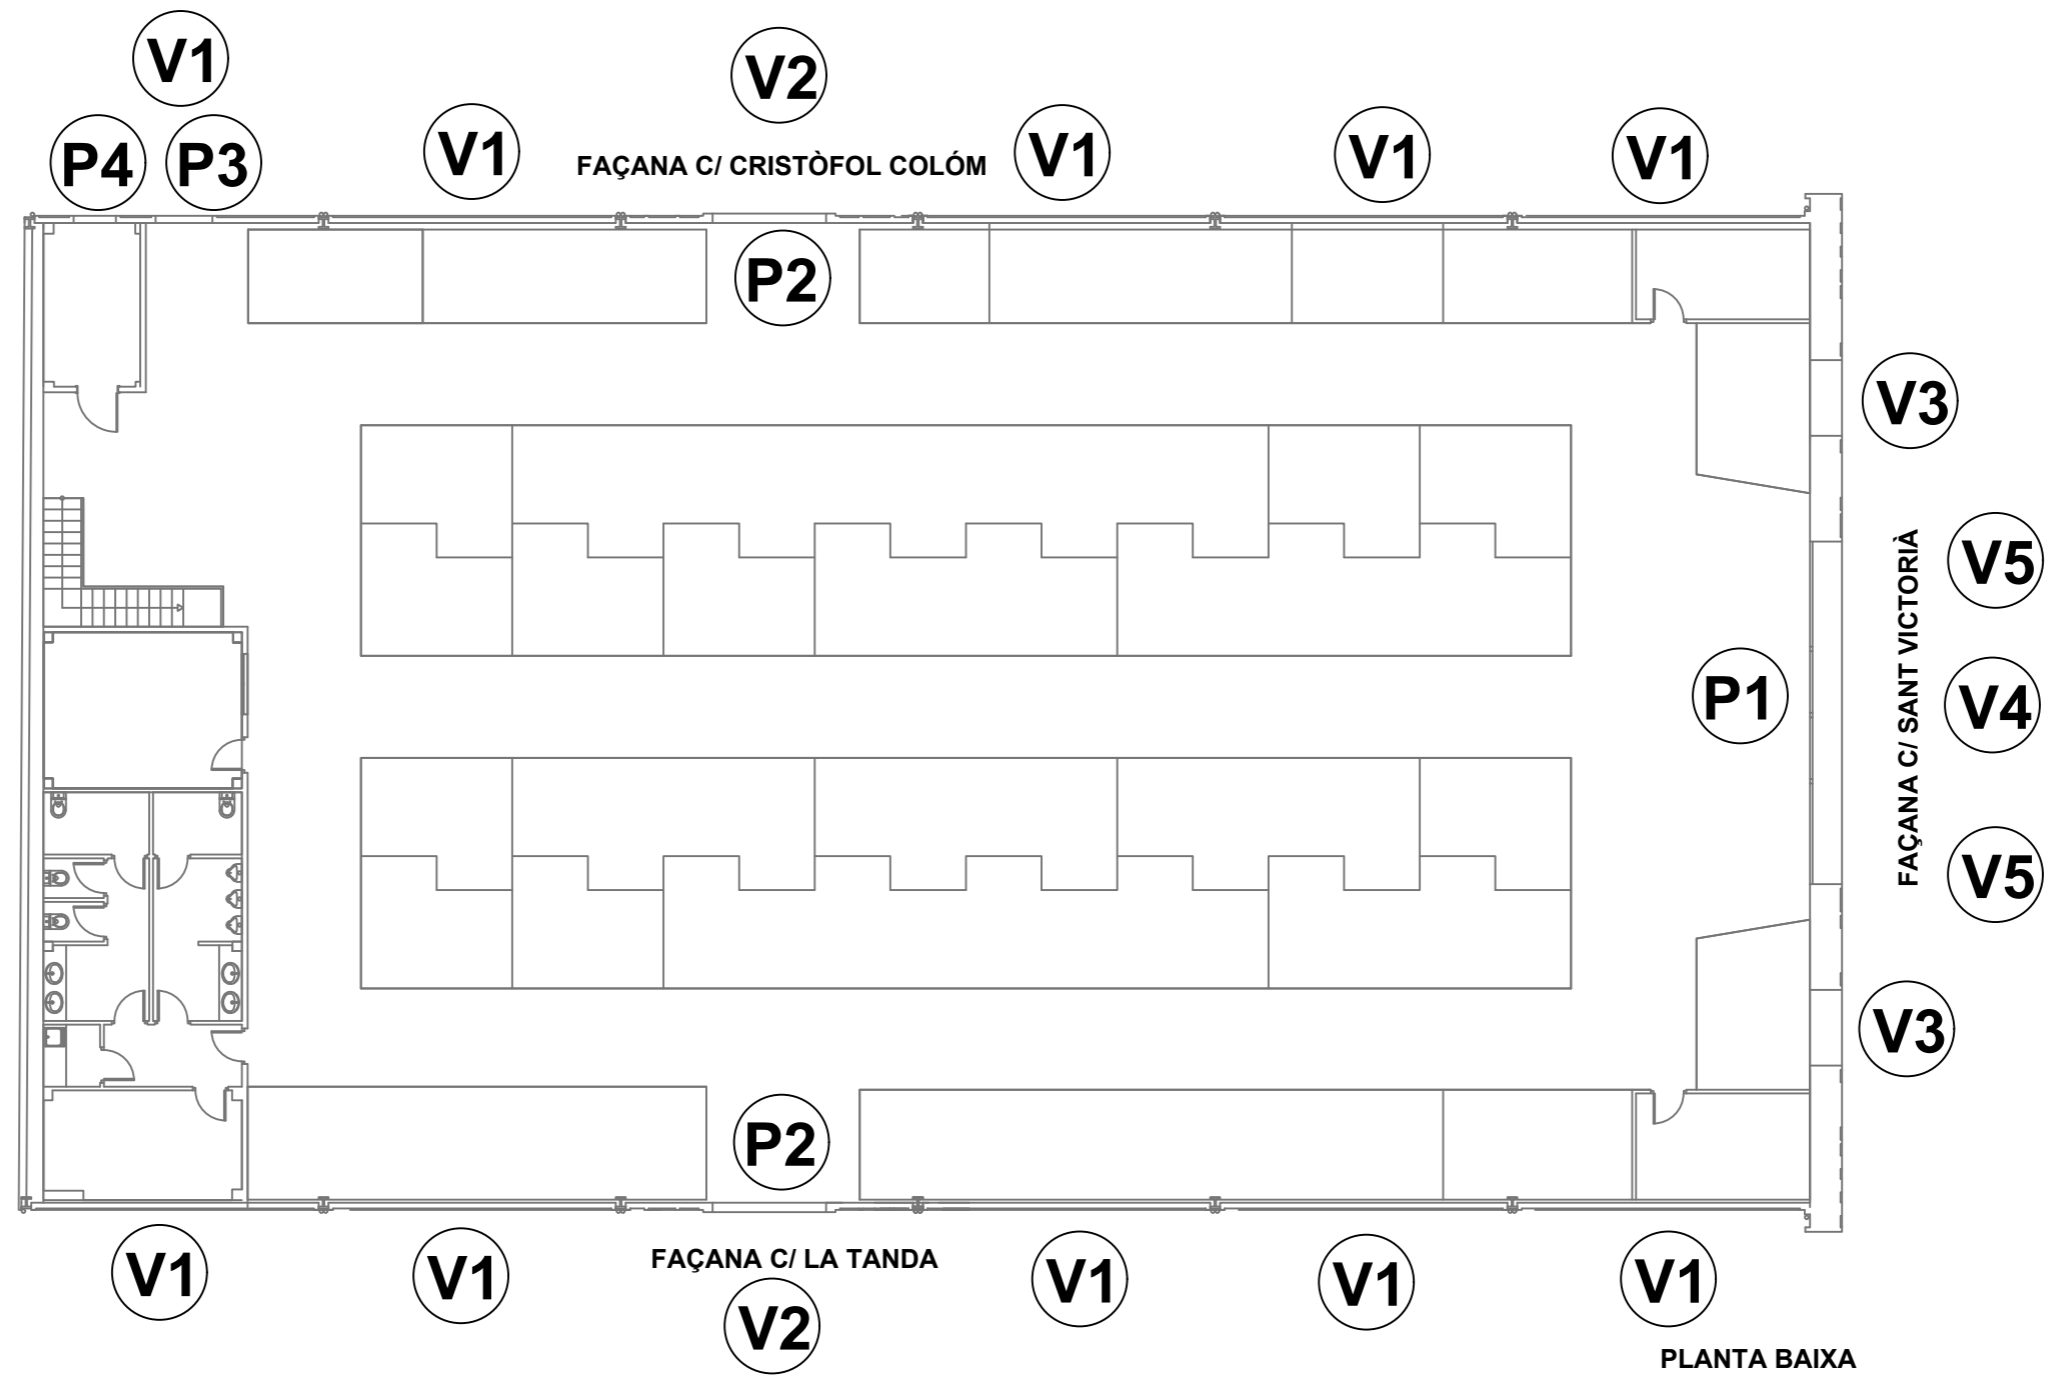 V1
V2
P4
P3
V1
FAÇANA C/ CRISTÒFOL COLÓM
V1
V1
V1
P2
V3
V5
FAÇANA C/ SANT VICTORIÀ
P1
V4
V5
V3
P2
V1
V1
FAÇANA C/ LA TANDA
V2
V1
V1
V1
PLANTA BAIXA